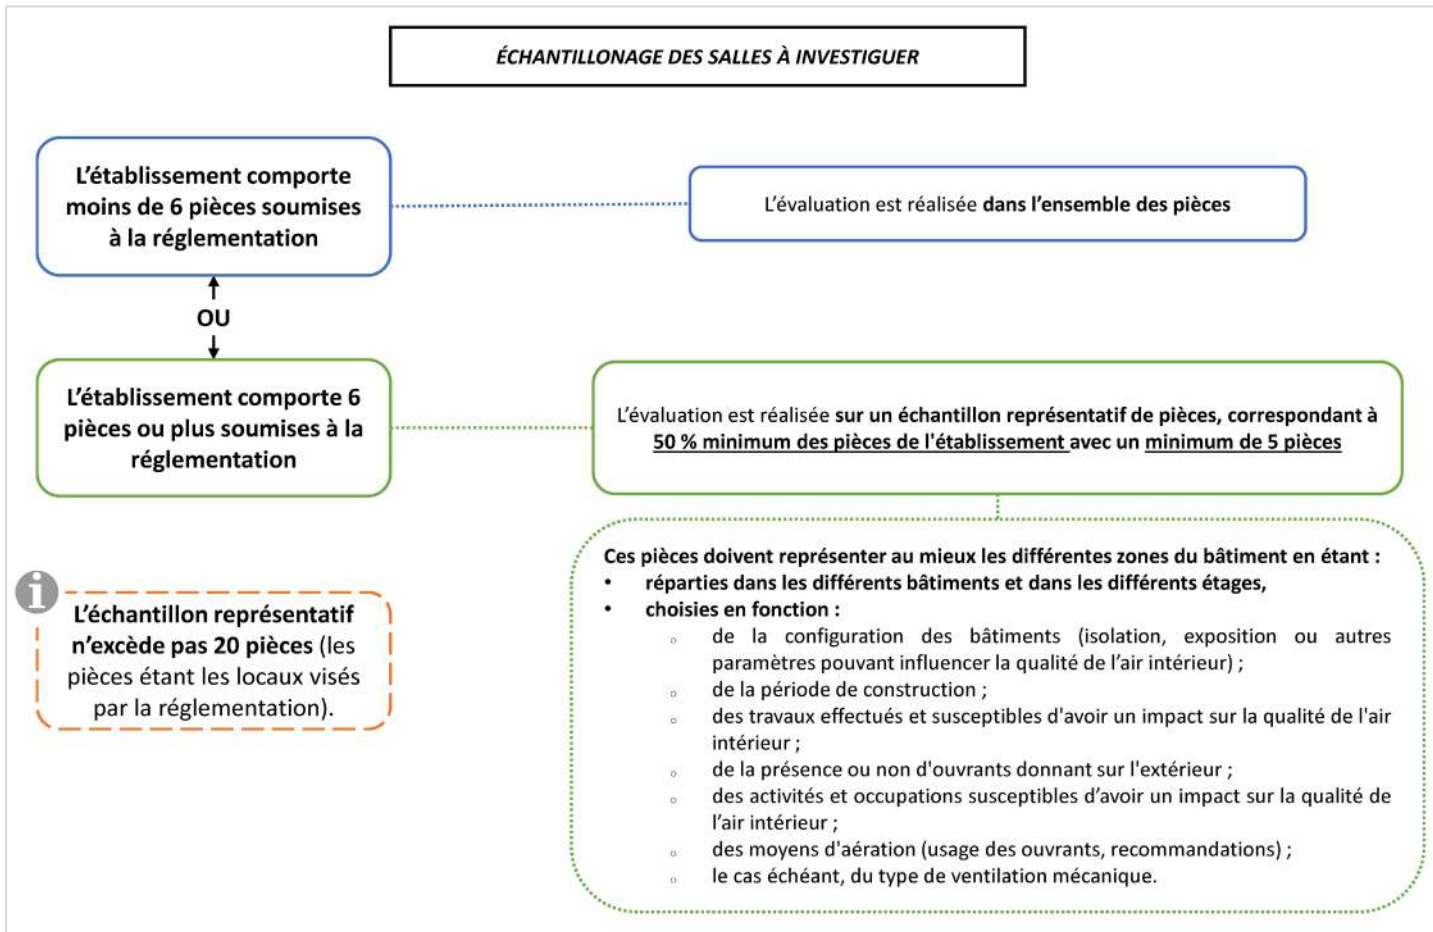 ÉCHANTILLONAGE DES SALLES À INVESTIGUER
L'établissement comporte
moins de 6 pièces soumises
à la réglementation
L'évaluation est réalisée dans l'ensemble des pièces
OU
L'établissement comporte 6
pièces ou plus soumises à la
réglementation
L'évaluation est réalisée sur un échantillon représentatif de pièces, correspondant à
50 % minimum des pièces de l'établissement avec un minimum de 5 pièces
i
L'échantillon représentatif
n'excède pas 20 pièces (les
pièces étant les locaux visés
par la réglementation).
Ces pièces doivent représenter au mieux les différentes zones du bâtiment en étant :
• réparties dans les différents bâtiments et dans les différents étages,
• choisies en fonction :
o de la configuration des bâtiments (isolation, exposition ou autres
paramètres pouvant influencer la qualité de l'air intérieur) ;
o de la période de construction ;
o des travaux effectués et susceptibles d'avoir un impact sur la qualité de l'air
intérieur ;
o de la présence ou non d'ouvrants donnant sur l'extérieur ;
o des activités et occupations susceptibles d'avoir un impact sur la qualité de
l'air intérieur ;
o des moyens d'aération (usage des ouvrants, recommandations) ;
o le cas échéant, du type de ventilation mécanique.